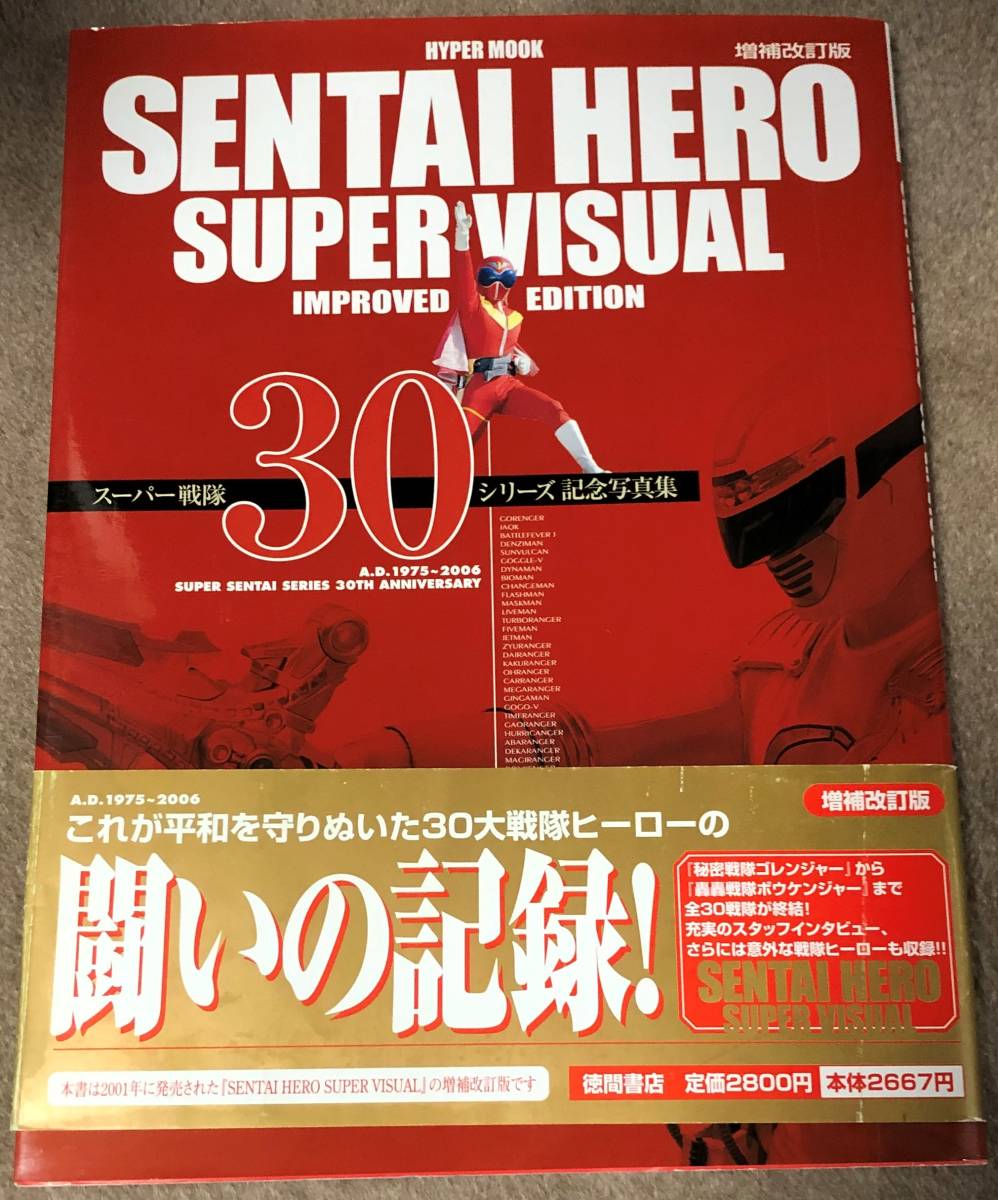 HYPER MOOK
増補改訂版
SENTAI HERO
SUPER VISUAL
IMPROVED EDITION
スーパー戦隊 30 シリーズ 記念写真集
A.D.1975~2006
SUPER SENTAI SERIES 30TH ANNIVERSARY
GORENGER
JAQK
BATTLEFEVER J
DENZIMAN
SUNVULCAN
GOGGLE-V
DYNAMAN
BIOMAN
CHANGEMAN
FLASHMAN
MASKMAN
LIVEMAN
TURBORANGER
FIVEMAN
JETMAN
ZYURANGER
DAIRANGER
KAKURANGER
OHRANGER
CARRANGER
MEGARANGER
GINGAMAN
GOGO-V
TIMERANGER
GAORANGER
HURRICANGER
ABARANGER
DEKARANGER
MAGIRANGER
A.D.1975~2006
これが平和を守りぬいた30大戦隊ヒーローの
闘いの記録!
増補改訂版
『秘密戦隊ゴレンジャー』から
『轟轟戦隊ボウケンジャー』まで
全30戦隊が終結!
充実のスタッフインタビュー、
さらには意外な戦隊ヒーローも収録!!
SENTAI HERO
SUPER VISUAL
本書は2001年に発売された『SENTAI HERO SUPER VISUAL』の増補改訂版です
徳間書店 定価2800円 本体2667円